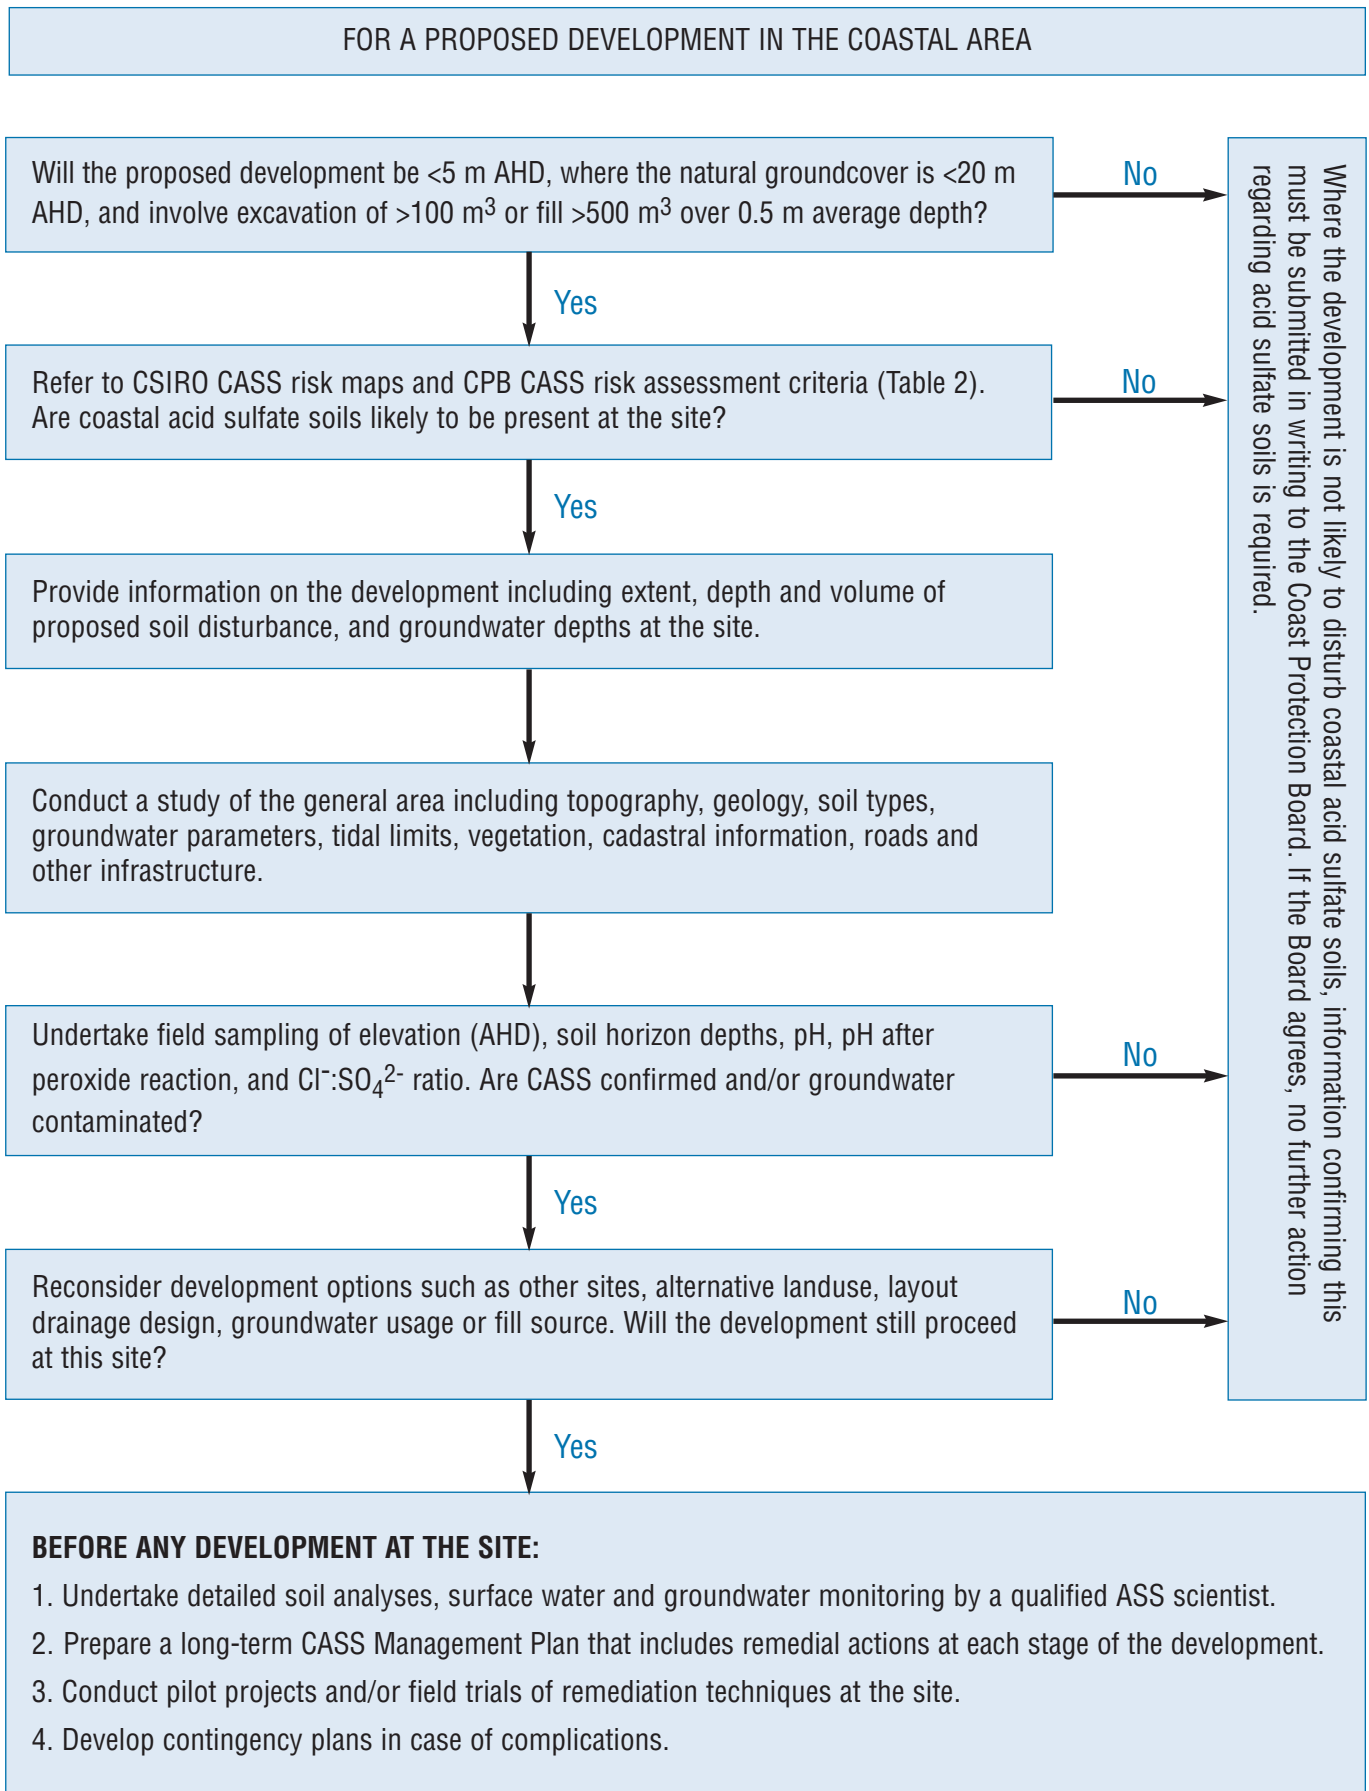 FOR A PROPOSED DEVELOPMENT IN THE COASTAL AREA
Will the proposed development be <5 m AHD, where the natural groundcover is <20 m
AHD, and involve excavation of >100 m³ or fill >500 m³ over 0.5 m average depth?
No
Yes
Refer to CSIRO CASS risk maps and CPB CASS risk assessment criteria (Table 2).
Are coastal acid sulfate soils likely to be present at the site?
No
Yes
Provide information on the development including extent, depth and volume of
proposed soil disturbance, and groundwater depths at the site.
Conduct a study of the general area including topography, geology, soil types,
groundwater parameters, tidal limits, vegetation, cadastral information, roads and
other infrastructure.
Undertake field sampling of elevation (AHD), soil horizon depths, pH, pH after
peroxide reaction, and Cl⁻:SO₄²⁻ ratio. Are CASS confirmed and/or groundwater
contaminated?
No
Yes
Reconsider development options such as other sites, alternative landuse, layout
drainage design, groundwater usage or fill source. Will the development still proceed
at this site?
No
Yes
Where the development is not likely to disturb coastal acid sulfate soils, information confirming this
must be submitted in writing to the Coast Protection Board. If the Board agrees, no further action
regarding acid sulfate soils is required.
BEFORE ANY DEVELOPMENT AT THE SITE:
1. Undertake detailed soil analyses, surface water and groundwater monitoring by a qualified ASS scientist.
2. Prepare a long-term CASS Management Plan that includes remedial actions at each stage of the development.
3. Conduct pilot projects and/or field trials of remediation techniques at the site.
4. Develop contingency plans in case of complications.